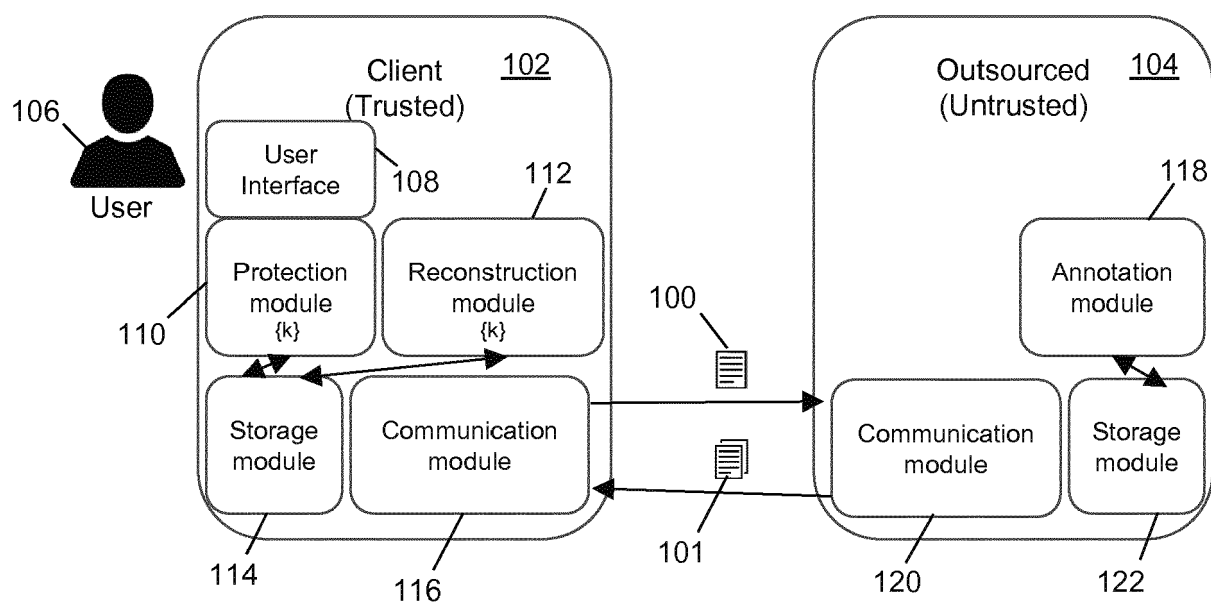 Client 102
(Trusted)
Outsourced 104
(Untrusted)
106
User
User
Interface
108
112
118
Protection
module
{k}
Reconstruction
module
{k}
Annotation
module
110
100
Storage
module
Communication
module
Communication
module
Storage
module
101
114
116
120
122